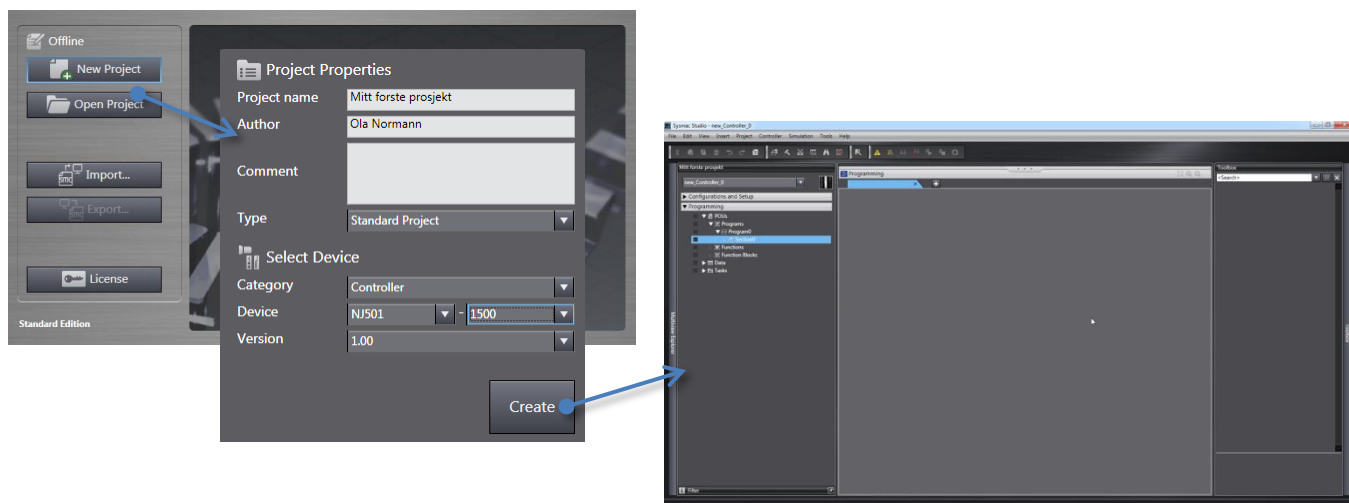 Offline
New Project
Open Project
Import...
Export...
License
Standard Edition
Project Properties
Project name
Mitt forste prosjekt
Author
Ola Normann
Comment
Type
Standard Project
Select Device
Category
Controller
Device
NJ501
-
1500
Version
1.00
Create
Sysmac Studio - new_Controller_0
File Edit View Insert Project Controller Simulation Tools Help
Mitt forste prosjekt
new_Controller_0
Configurations and Setup
Programming
POUs
Programs
Program0
Section0
Functions
Function Blocks
Data
Tasks
Filter
Multiview Explorer
Programming
Toolbox
<Search>
Toolbox